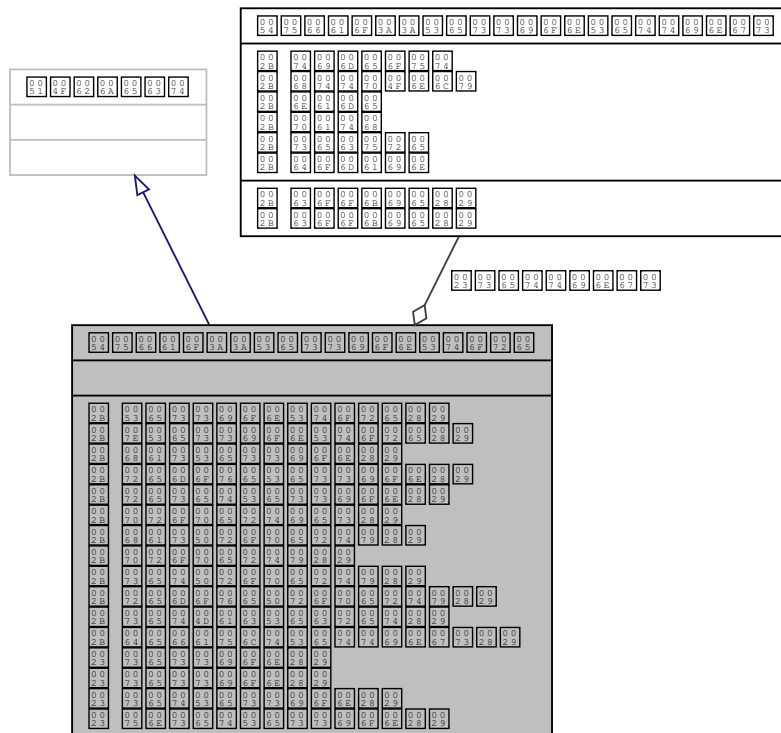 Tufao::SessionSettings
+ timeout
+ httpOnly
+ name
+ path
+ secure
+ domain
+ cookie()
+ cookie()
QObject
#settings
Tufao::SessionStore
+ SessionStore()
+ ~SessionStore()
+ hasSession()
+ removeSession()
+ resetSession()
+ properties()
+ hasProperty()
+ property()
+ setProperty()
+ removeProperty()
+ setMacSecret()
+ defaultSettings()
# session()
# session()
# setSession()
# unsetSession()